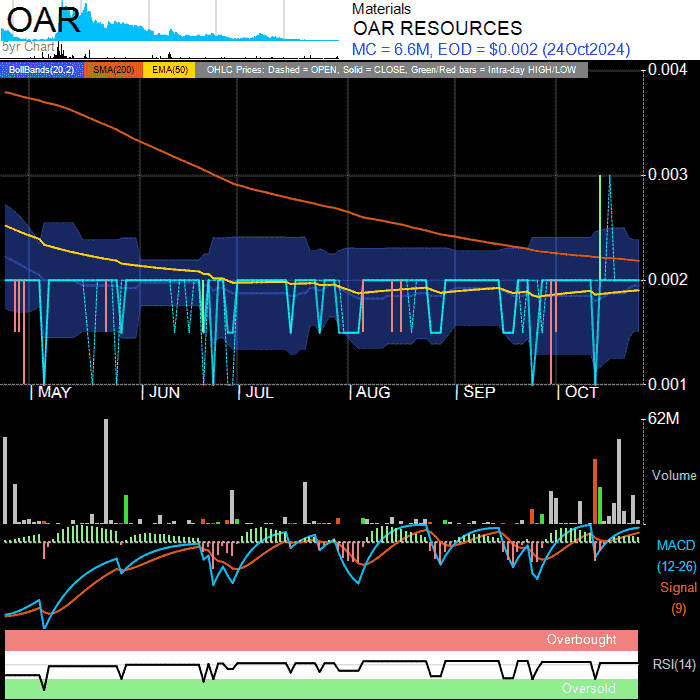 OAR
5yr Chart
Materials
OAR RESOURCES
MC = 6.6M, EOD = $0.002 (24Oct2024)
BollBands(20,2) SMA(200) EMA(50) OHLC Prices: Dashed = OPEN, Solid = CLOSE, Green/Red bars = Intra-day HIGH/LOW
0.004
0.003
0.002
0.001
MAY JUN JUL AUG SEP OCT
62M
Volume
MACD
(12-26)
Signal
(9)
Overbought
RSI(14)
Oversold